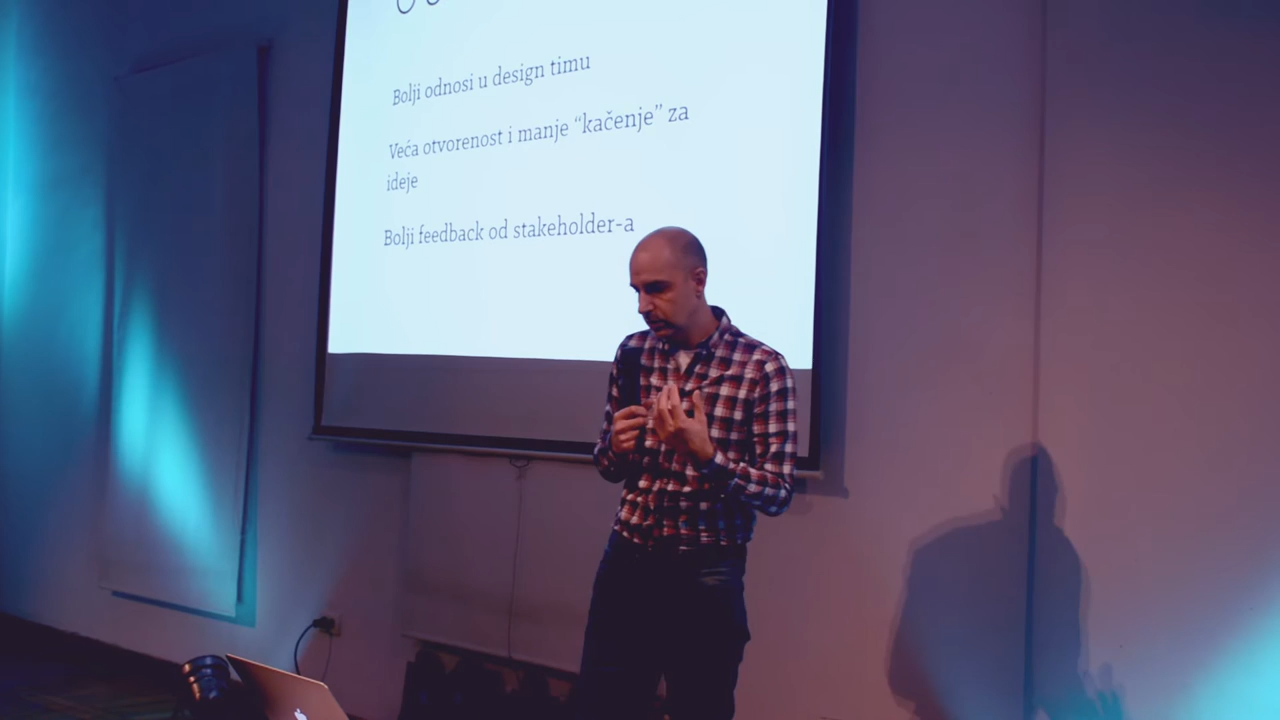 Bolji odnosi u design timu
Veća otvorenost i manje “kačenje” za
ideje
Bolji feedback od stakeholder-a